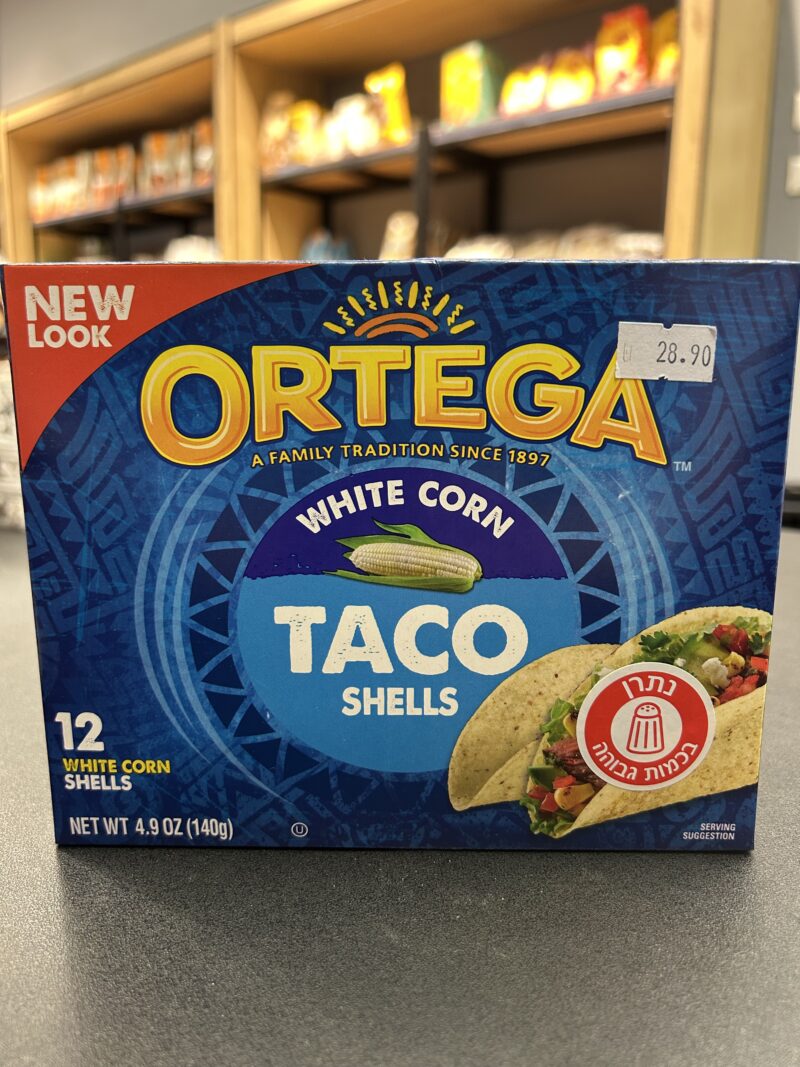 NEW
LOOK
ORTEGA
28.90
A FAMILY TRADITION SINCE 1897
TM
WHITE CORN
TACO
SHELLS
נתרן
בכמות גבוהה
12
WHITE CORN
SHELLS
NET WT 4.9 OZ (140g)
U
SERVING
SUGGESTION